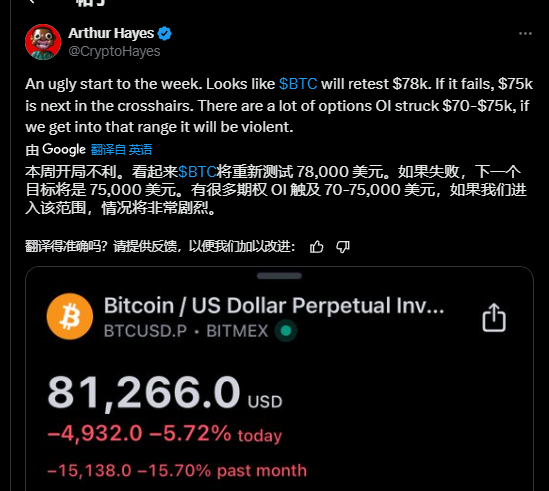 Arthur Hayes
@CryptoHayes
An ugly start to the week. Looks like $BTC will retest $78k. If it fails, $75k
is next in the crosshairs. There are a lot of options OI struck $70-$75k, if
we get into that range it will be violent.
由 Google 翻译自 英语
本周开局不利。看起来$BTC将重新测试 78,000 美元。如果失败，下一个
目标将是 75,000 美元。有很多期权 OI 触及 70-75,000 美元，如果我们进
入该范围，情况将非常剧烈。
翻译得准确吗？请提供反馈，以便我们加以改进：
Bitcoin / US Dollar Perpetual Inv...
BTCUSD.P • BITMEX
81,266.0 USD
−4,932.0 −5.72% today
−15,138.0 −15.70% past month